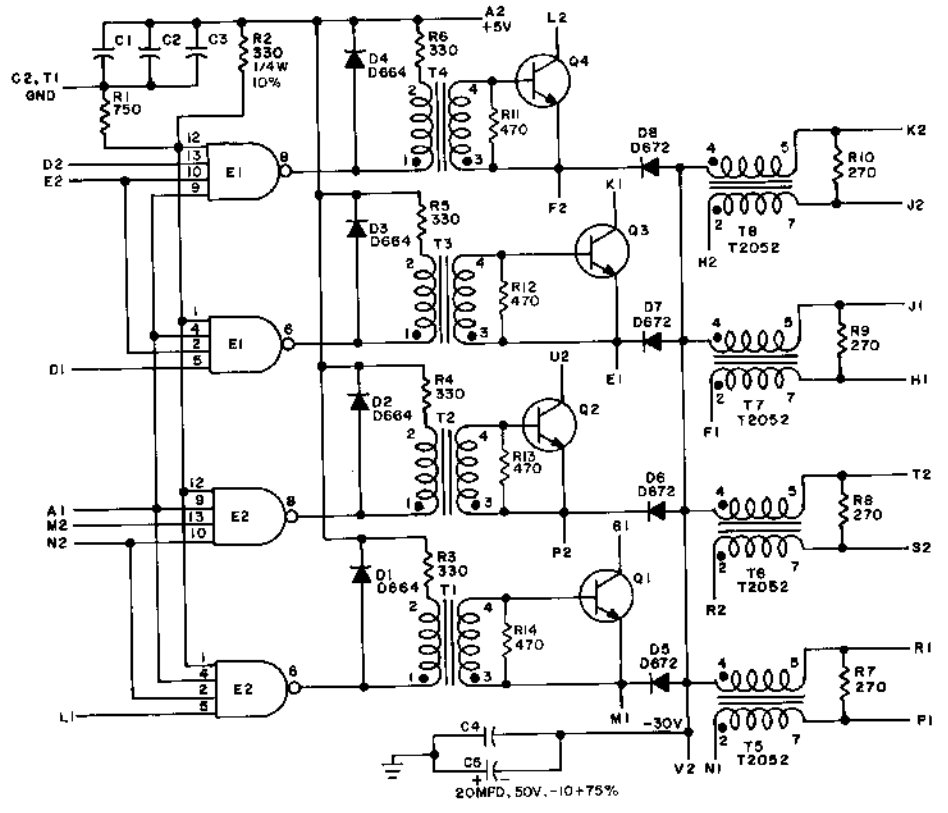 A2
+5V
L2
C1
C2
C3
R2
330
1/4W
10%
D4
D664
R6
330
T4
Q4
C2, T1
GND
R1
750
2
4
R11
470
D8
D672
K2
12
13
10
9
E1
8
1
3
4
5
R10
270
D2
E2
F2
K1
2
7
J2
T8
T2052
H2
D3
D664
R5
330
T3
Q3
2
4
R12
470
D7
D672
J1
1
4
2
5
E1
6
1
3
4
5
R9
270
D1
E1
2
7
H1
T7
T2052
F1
U2
D2
D664
R4
330
T2
Q2
2
4
R13
470
D6
D672
T2
12
9
13
10
E2
8
1
3
4
5
R8
270
A1
M2
N2
P2
S1
2
7
S2
T6
T2052
R2
D1
D664
R3
330
T1
Q1
2
4
R14
470
D5
D672
R1
1
4
2
5
E2
6
1
3
4
5
R7
270
L1
M1
2
7
P1
T5
T2052
N1
C4
-30V
V2
C5
+
-
20MFD, 50V, -10+75%